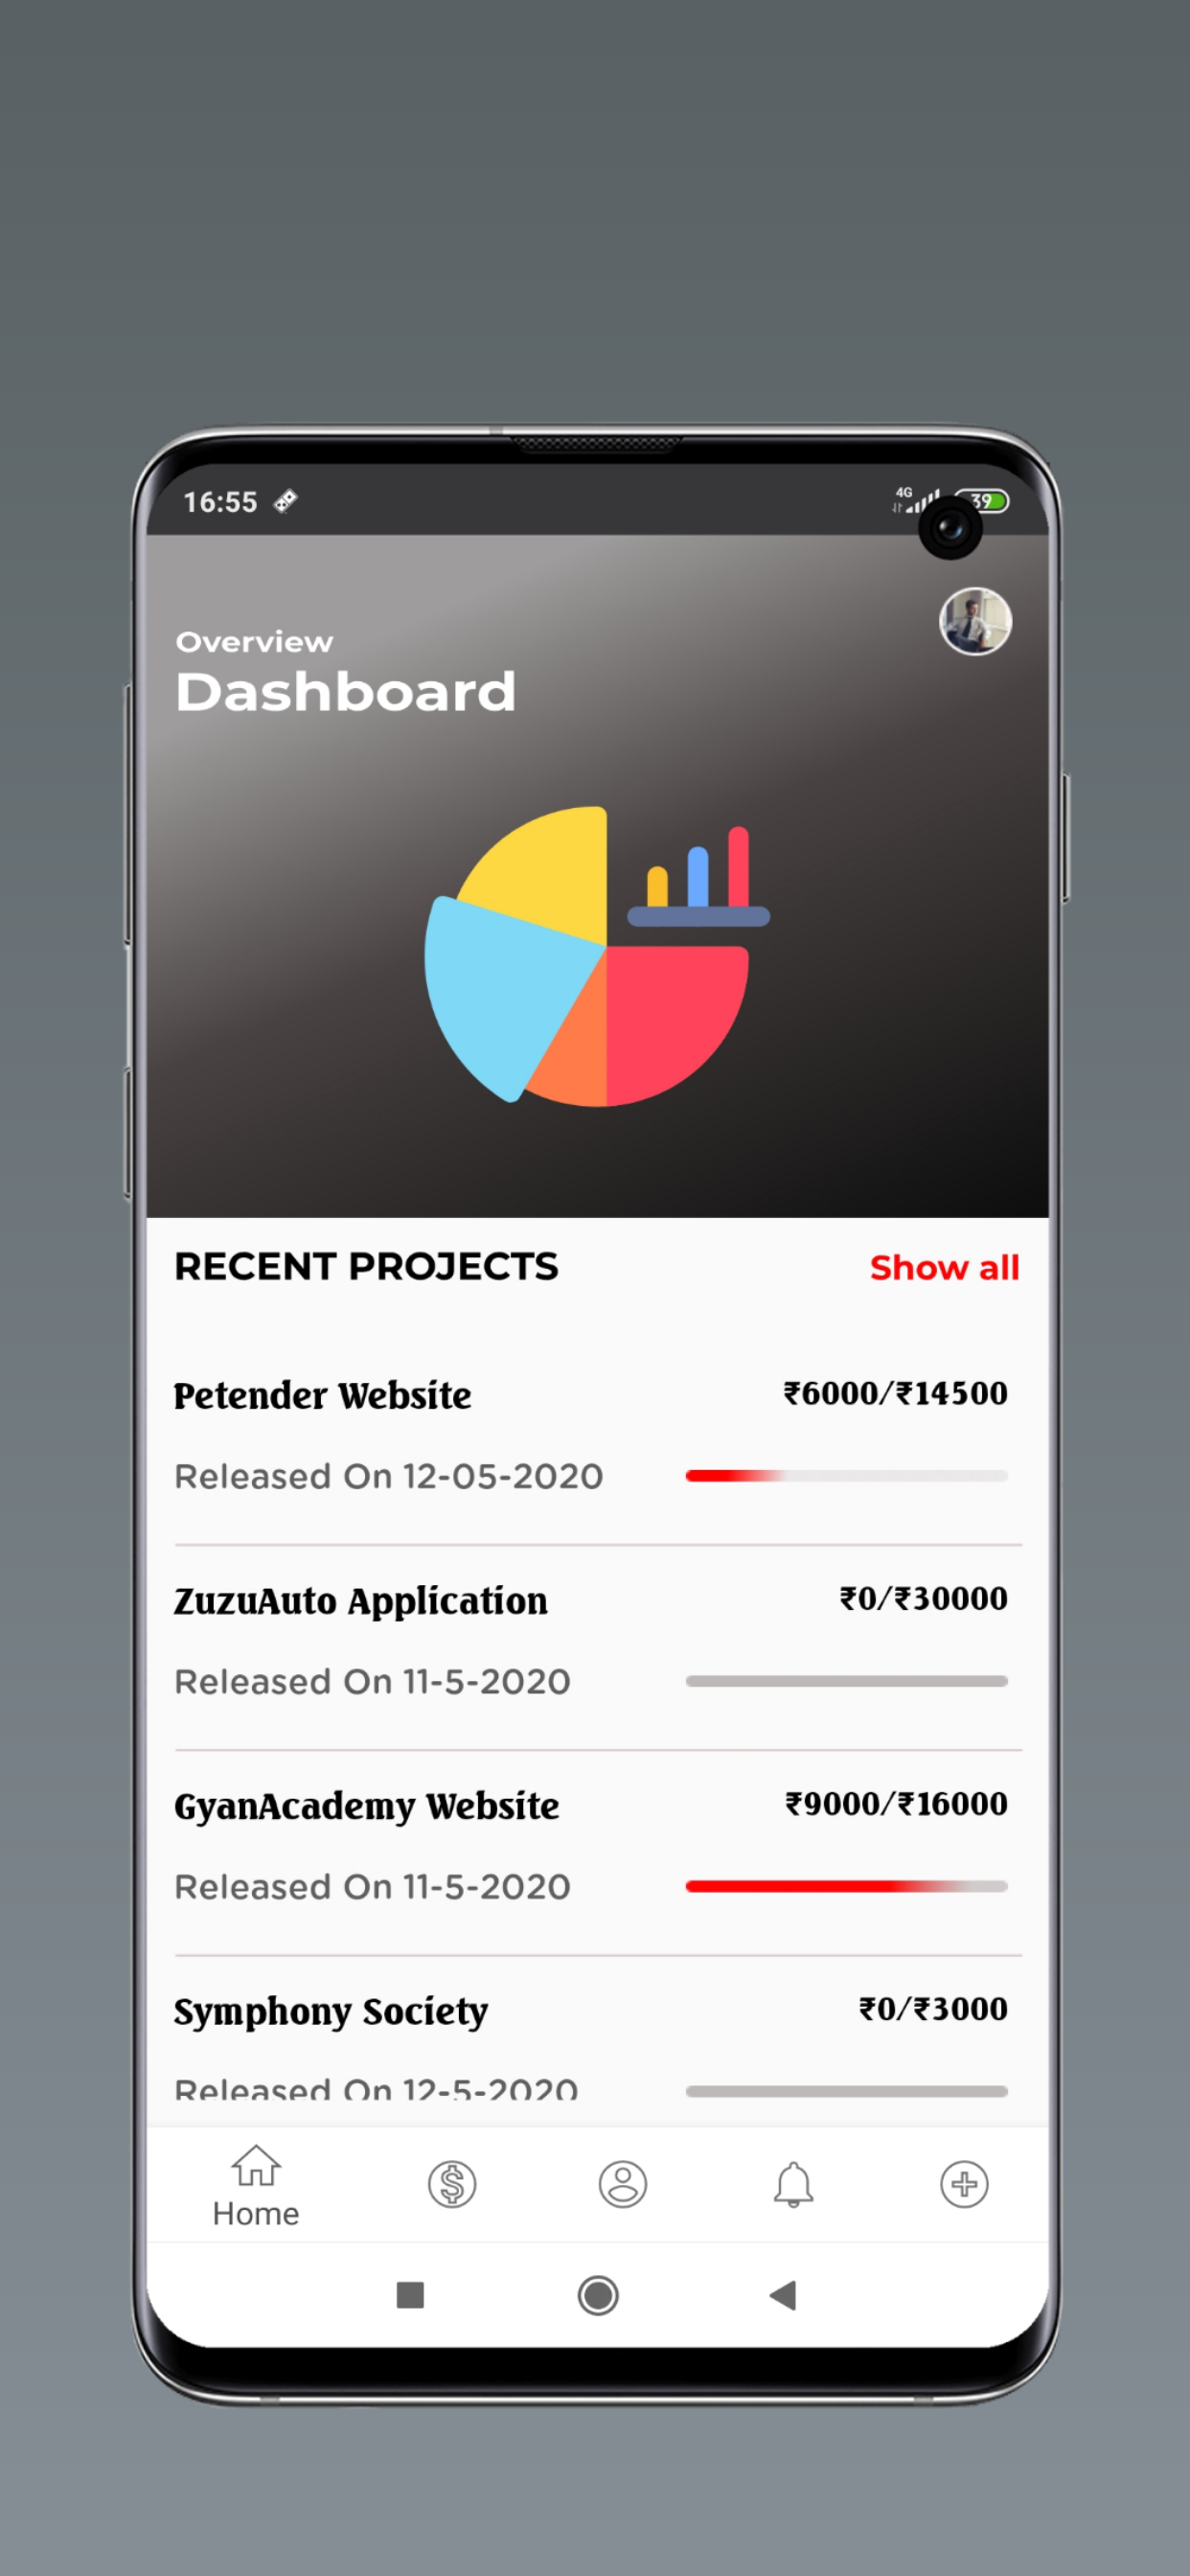 16:55
4G
39
Overview
Dashboard
RECENT PROJECTS
Show all
Petender Website
₹6000/₹14500
Released On 12-05-2020
ZuzuAuto Application
₹0/₹30000
Released On 11-5-2020
GyanAcademy Website
₹9000/₹16000
Released On 11-5-2020
Symphony Society
₹0/₹3000
Released On 12-5-2020
Home